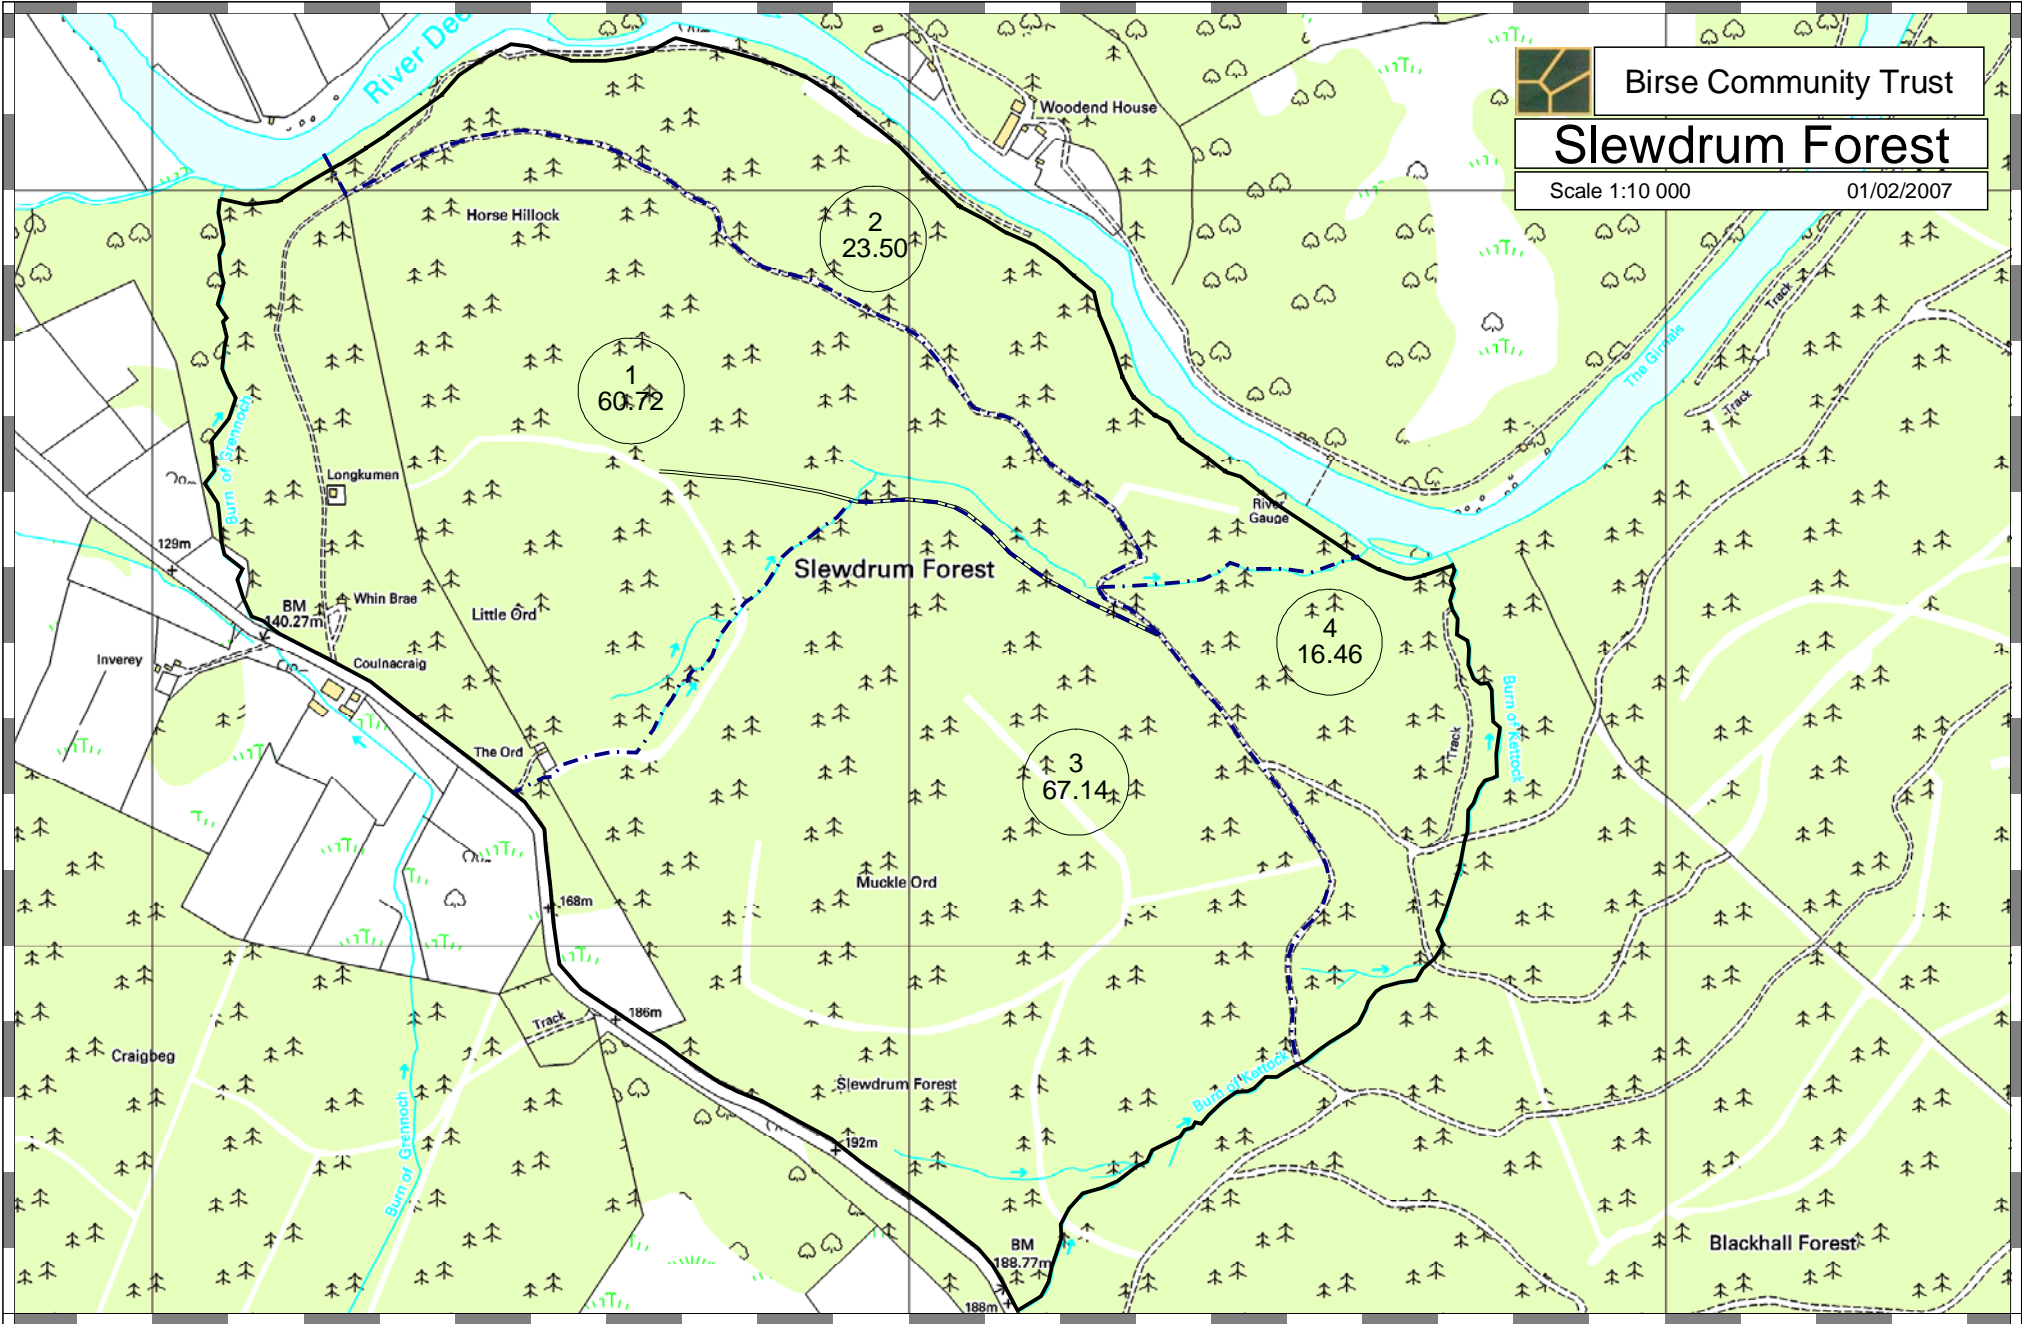 River Dee
Woodend House
Birse Community Trust
Slewdrum Forest
Scale 1:10 000 01/02/2007
Horse Hillock
2
23.50
Track
The Girnals
Track
1
60.72
Burn of Grennoch
Longkumen
River
Gauge
129m
Slewdrum Forest
BM
140.27m
Whin Brae
Little Ord
4
16.46
Inverey
Coulnacraig
Burn of Kettock
The Ord
Track
3
67.14
Muckle Ord
168m
Track
186m
Craigbeg
Slewdrum Forest
Burn of Kettock
Burn of Grennoch
192m
BM
188.77m
Blackhall Forest
188m